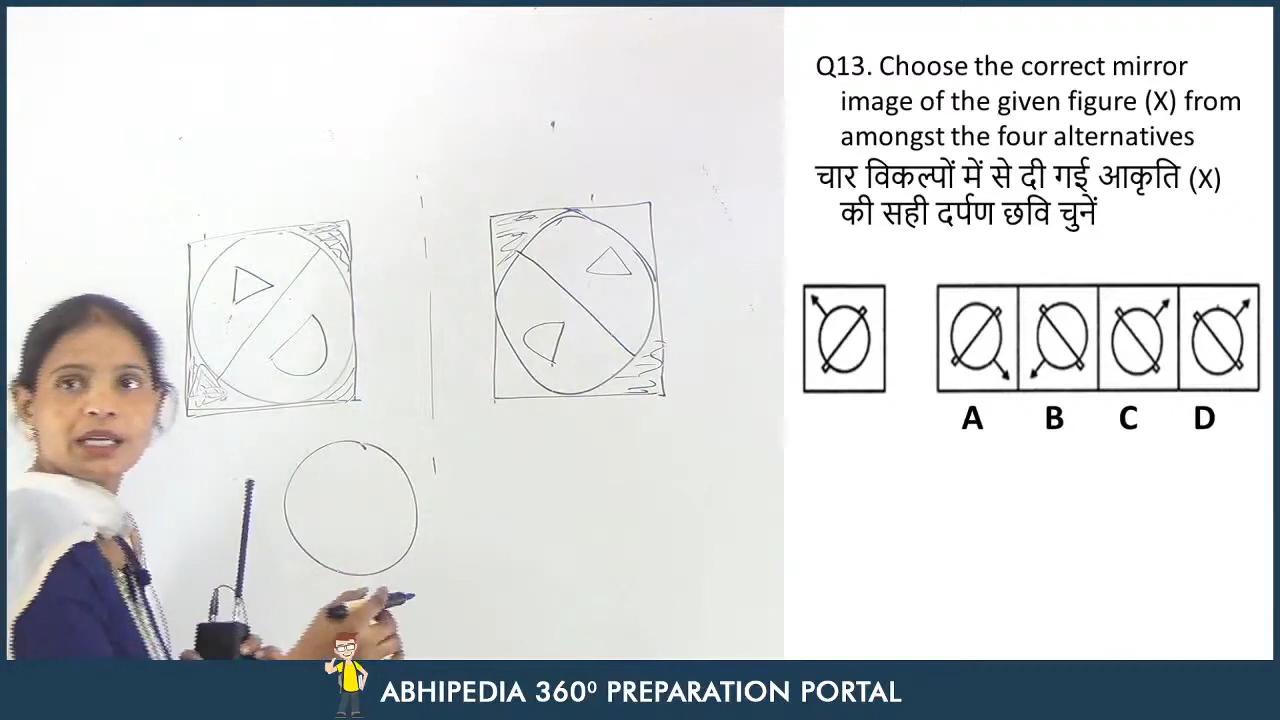 Q13. Choose the correct mirror
image of the given figure (X) from
amongst the four alternatives
चार विकल्पों में से दी गई आकृति (X)
की सही दर्पण छवि चुनें
A B C D
ABHIPEDIA 360⁰ PREPARATION PORTAL